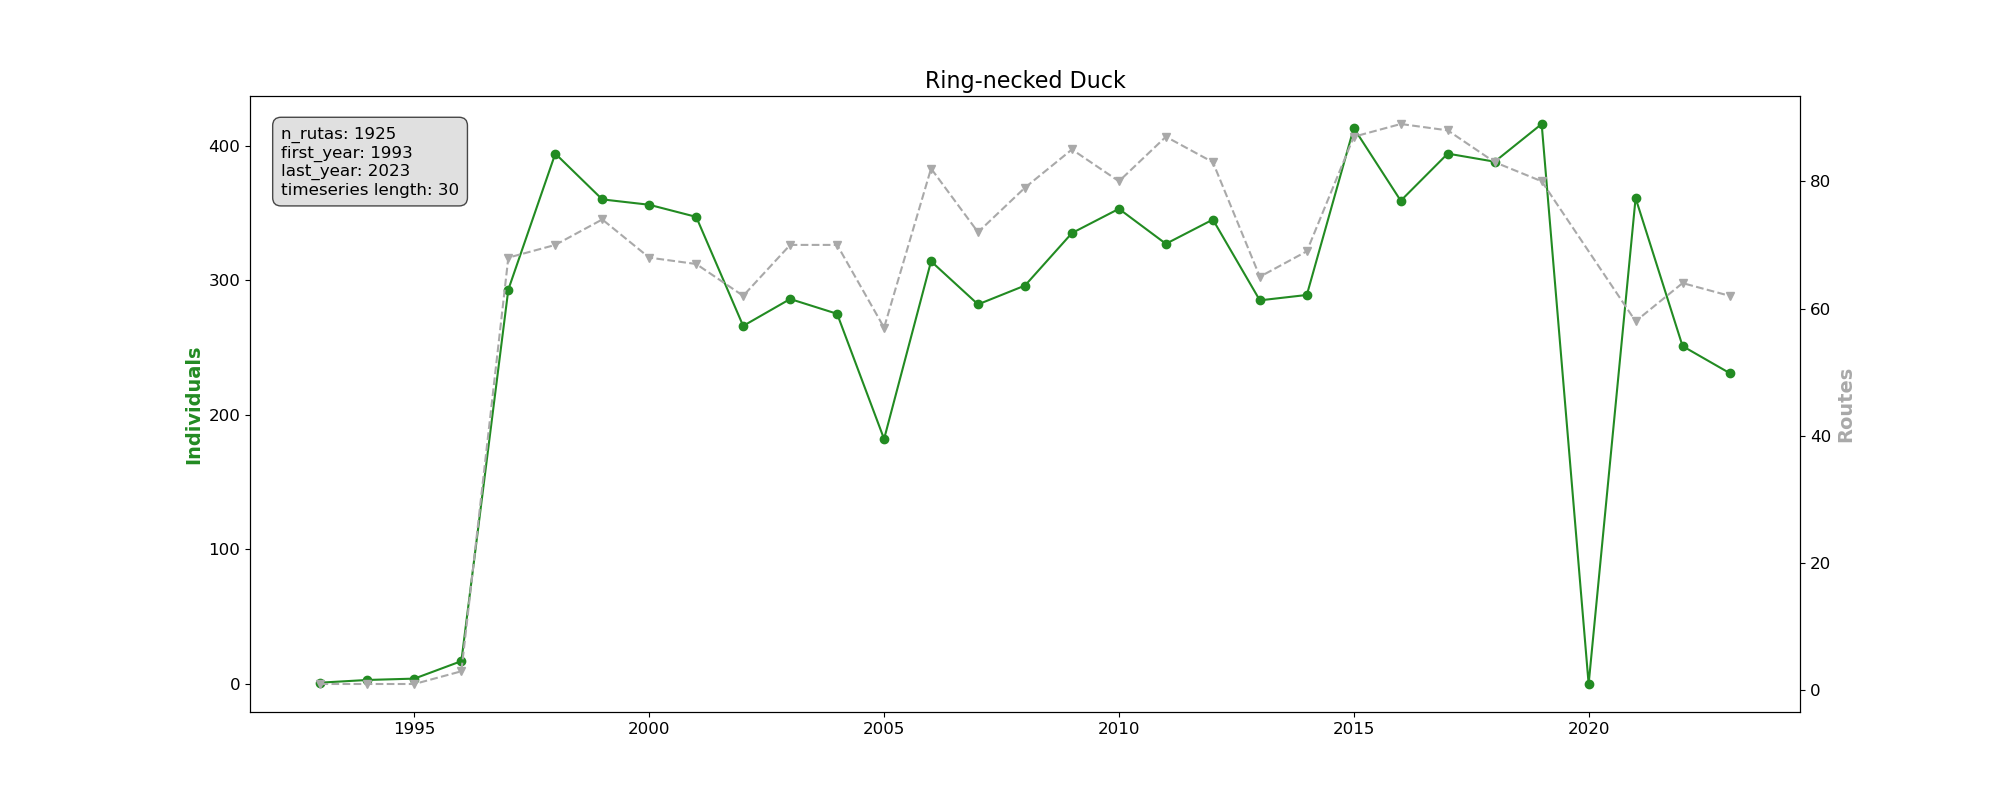 Ring-necked Duck
n_rutas: 1925
first_year: 1993
last_year: 2023
timeseries length: 30
400
300
200
100
0
Individuals
80
60
40
20
0
Routes
1995
2000
2005
2010
2015
2020